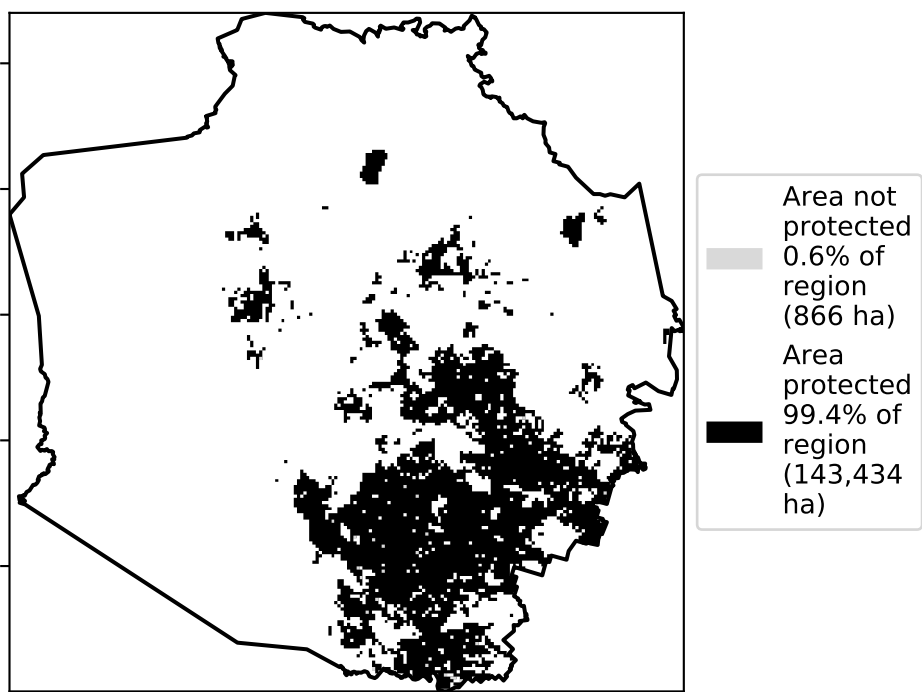 Area not
protected
0.6% of
region
(866 ha)
Area
protected
99.4% of
region
(143,434
ha)